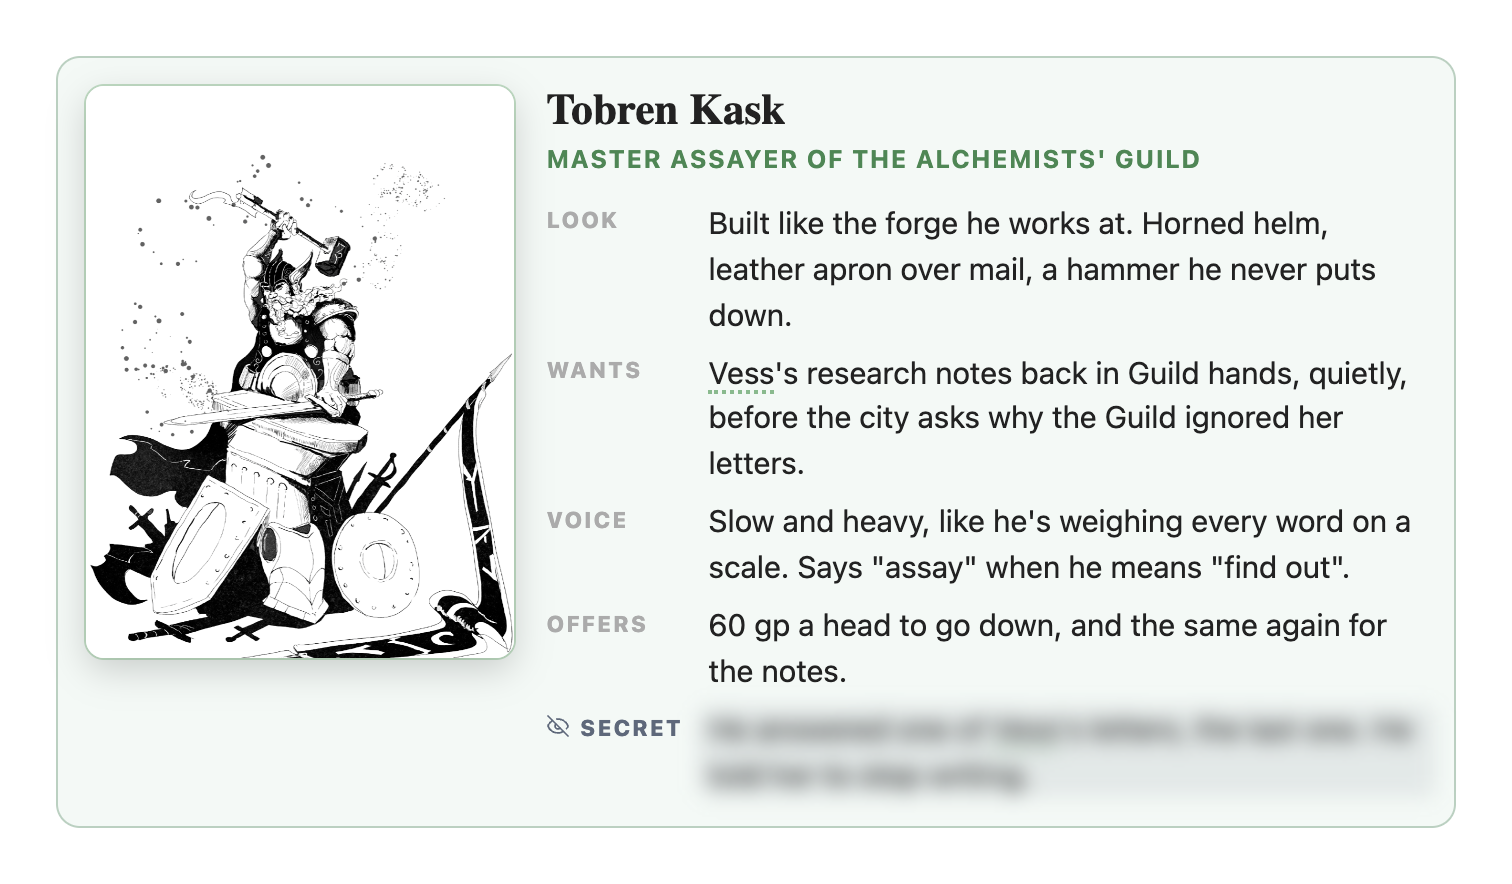 Tobren Kask
MASTER ASSAYER OF THE ALCHEMISTS' GUILD
LOOK
Built like the forge he works at. Horned helm,
leather apron over mail, a hammer he never puts
down.
WANTS
Vess's research notes back in Guild hands, quietly,
before the city asks why the Guild ignored her
letters.
VOICE
Slow and heavy, like he's weighing every word on a
scale. Says "assay" when he means "find out".
OFFERS
60 gp a head to go down, and the same again for
the notes.
SECRET